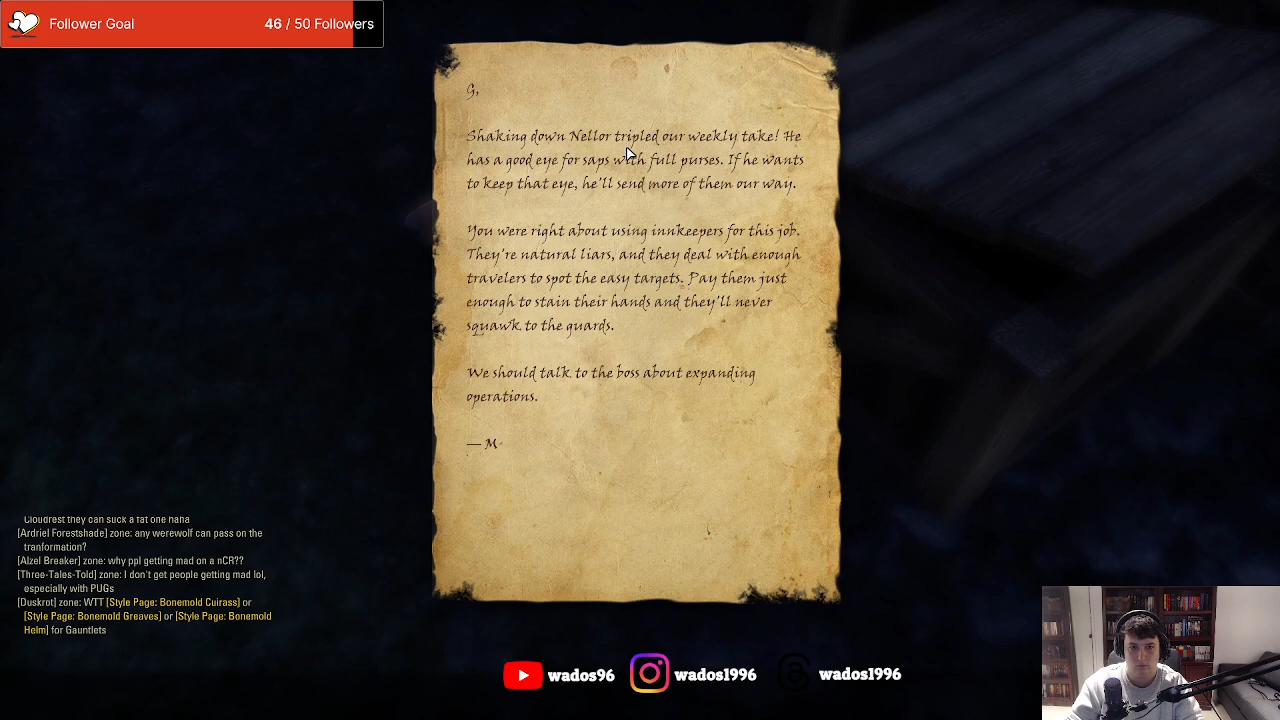 Follower Goal
46 / 50 Followers
G,
Shaking down Nellor tripled our weekly take! He
has a good eye for saps with full purses. If he wants
to keep that eye, he'll send more of them our way.
You were right about using innkeepers for this job.
They're natural liars, and they deal with enough
travelers to spot the easy targets. Pay them just
enough to stain their hands and they'll never
squawk to the guards.
We should talk to the boss about expanding
operations.
— M
Cloudrest they can suck a fat one haha
[Ardriel Forestshade] zone: any werewolf can pass on the
tranformation?
[Alzel Breaker] zone: why ppl getting mad on a nCR??
[Three-Tales-Told] zone: I don't get people getting mad lol,
especially with PUGs
[Duskrot] zone: WTT [Style Page: Bonemold Cuirass] or
[Style Page: Bonemold Greaves] or [Style Page: Bonemold
Helm] for Gauntlets
wados96
wados1996
wados1996